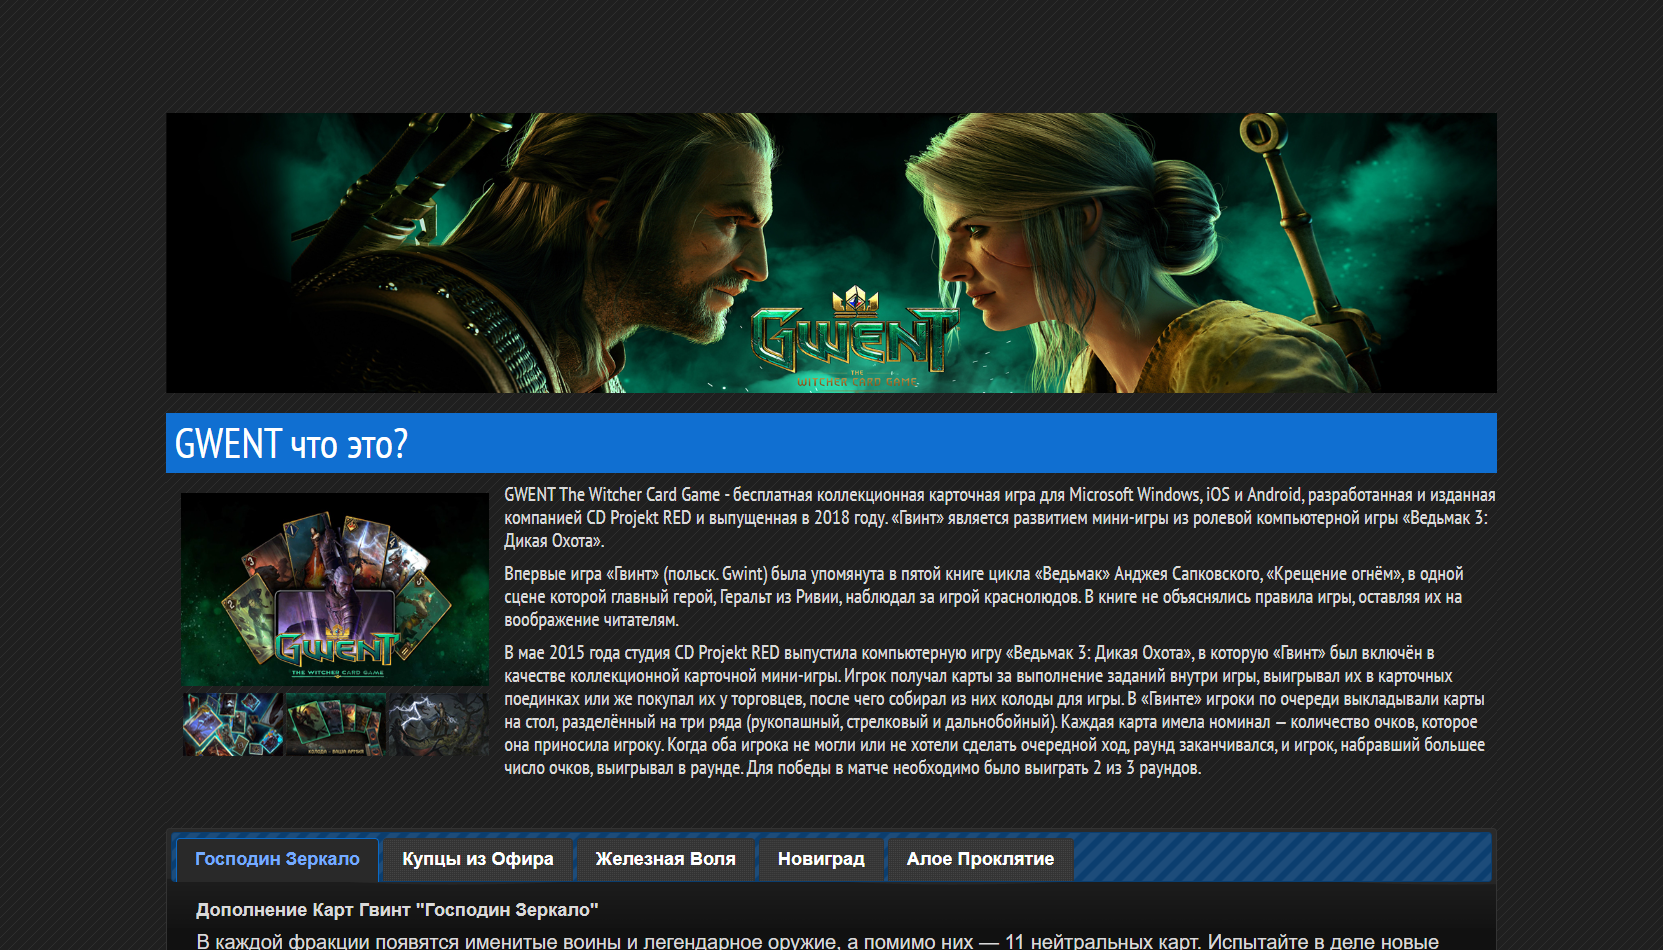 GWENT
THE
WITCHER CARD GAME
GWENT что это?
GWENT The Witcher Card Game - бесплатная коллекционная карточная игра для Microsoft Windows, iOS и Android, разработанная и изданная
компанией CD Projekt RED и выпущенная в 2018 году. «Гвинт» является развитием мини-игры из ролевой компьютерной игры «Ведьмак 3:
Дикая Охота».
Впервые игра «Гвинт» (польск. Gwint) была упомянута в пятой книге цикла «Ведьмак» Анджея Сапковского, «Крещение огнём», в одной
сцене которой главный герой, Геральт из Ривии, наблюдал за игрой краснолюдов. В книге не объяснялись правила игры, оставляя их на
воображение читателям.
В мае 2015 года студия CD Projekt RED выпустила компьютерную игру «Ведьмак 3: Дикая Охота», в которую «Гвинт» был включён в
качестве коллекционной карточной мини-игры. Игрок получал карты за выполнение заданий внутри игры, выигрывал их в карточных
поединках или же покупал их у торговцев, после чего собирал из них колоды для игры. В «Гвинте» игроки по очереди выкладывали карты
на стол, разделённый на три ряда (рукопашный, стрелковый и дальнобойный). Каждая карта имела номинал — количество очков, которое
она приносила игроку. Когда оба игрока не могли или не хотели сделать очередной ход, раунд заканчивался, и игрок, набравший большее
число очков, выигрывал в раунде. Для победы в матче необходимо было выиграть 2 из 3 раундов.
GWENT
THE WITCHER CARD GAME
КОЛОДА - ВАША АРМИЯ
Господин Зеркало
Купцы из Офира
Железная Воля
Новиград
Алое Проклятие
Дополнение Карт Гвинт "Господин Зеркало"
В каждой фракции появятся именитые воины и легендарное оружие, а помимо них — 11 нейтральных карт. Испытайте в деле новые